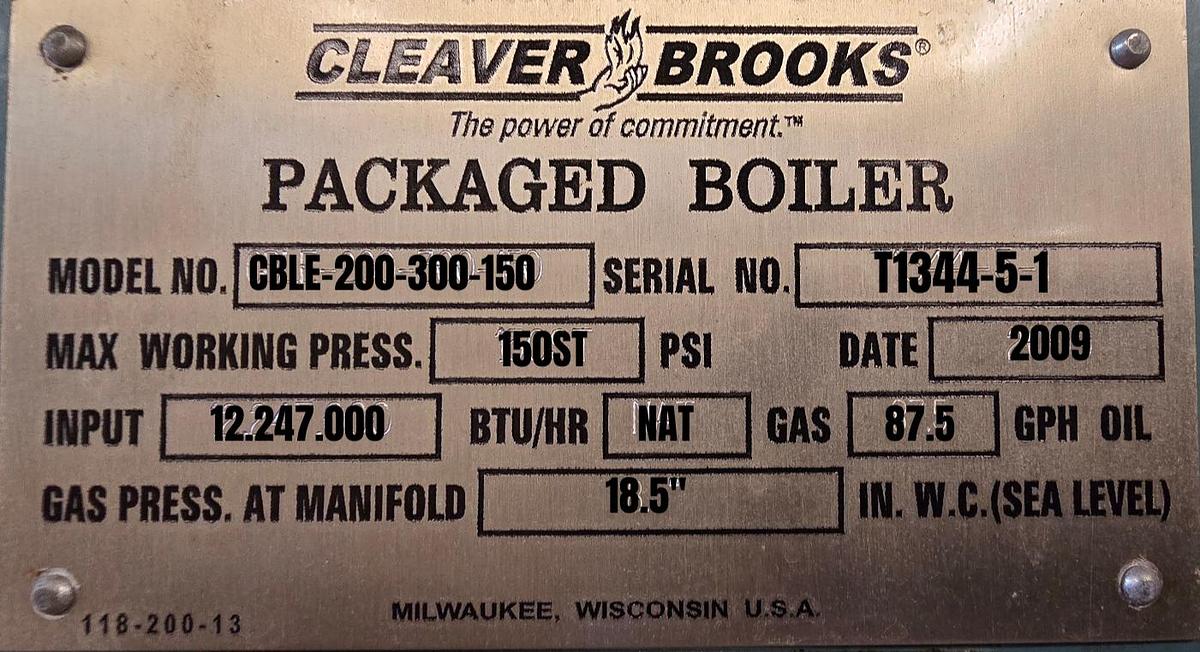 CLEAVER BROOKS®
The power of commitment.™
PACKAGED BOILER
MODEL NO. CBLE-200-300-150 SERIAL NO. T1344-5-1
MAX WORKING PRESS. 150ST PSI DATE 2009
INPUT 12.247.000 BTU/HR NAT GAS 87.5 GPH OIL
GAS PRESS. AT MANIFOLD 18.5" IN. W.C.(SEA LEVEL)
MILWAUKEE, WISCONSIN U.S.A.
118-200-13